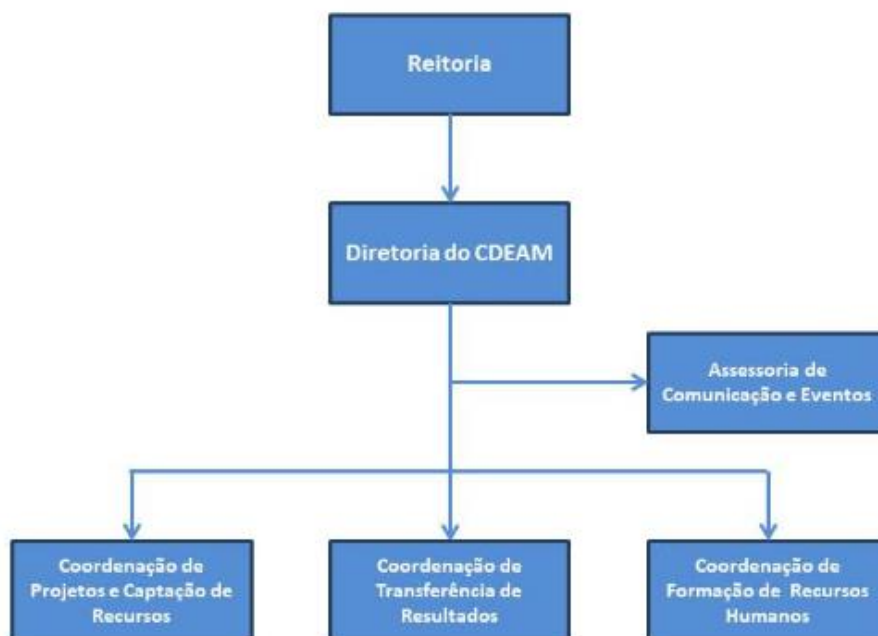 Reitoria
Diretoria do CDEAM
Assessoria de
Comunicação e Eventos
Coordenação de
Projetos e Captação de
Recursos
Coordenação de
Transferência de
Resultados
Coordenação de
Formação de Recursos
Humanos